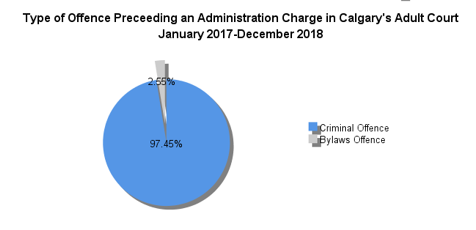 Type of Offence Preceeding an Administration Charge in Calgary's Adult Court
January 2017-December 2018
2.55%
97.45%
Criminal Offence
Bylaws Offence